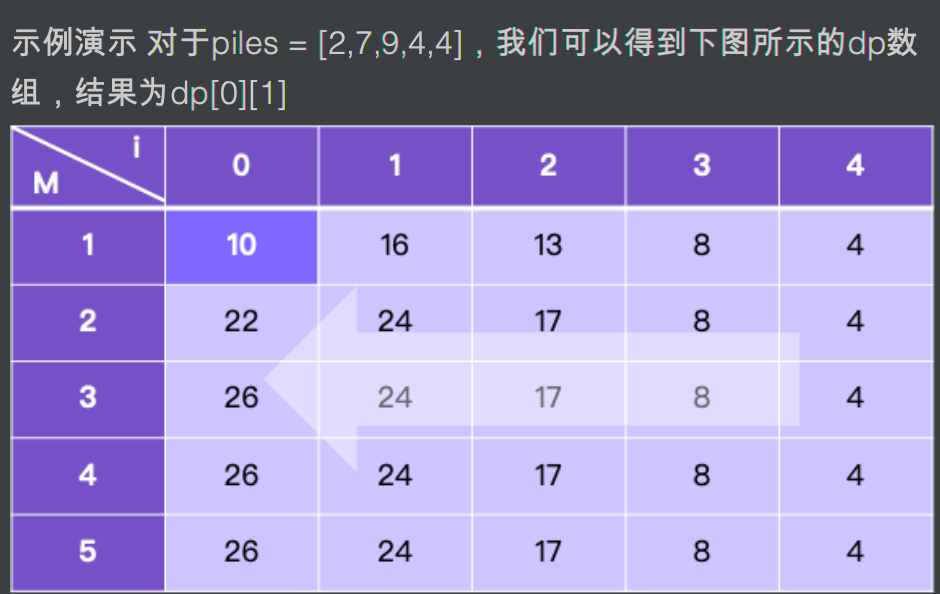 示例演示 对于piles = [2,7,9,4,4]，我们可以得到下图所示的dp数
组，结果为dp[0][1]
i
M 0 1 2 3 4
1 10 16 13 8 4
2 22 24 17 8 4
3 26 24 17 8 4
4 26 24 17 8 4
5 26 24 17 8 4